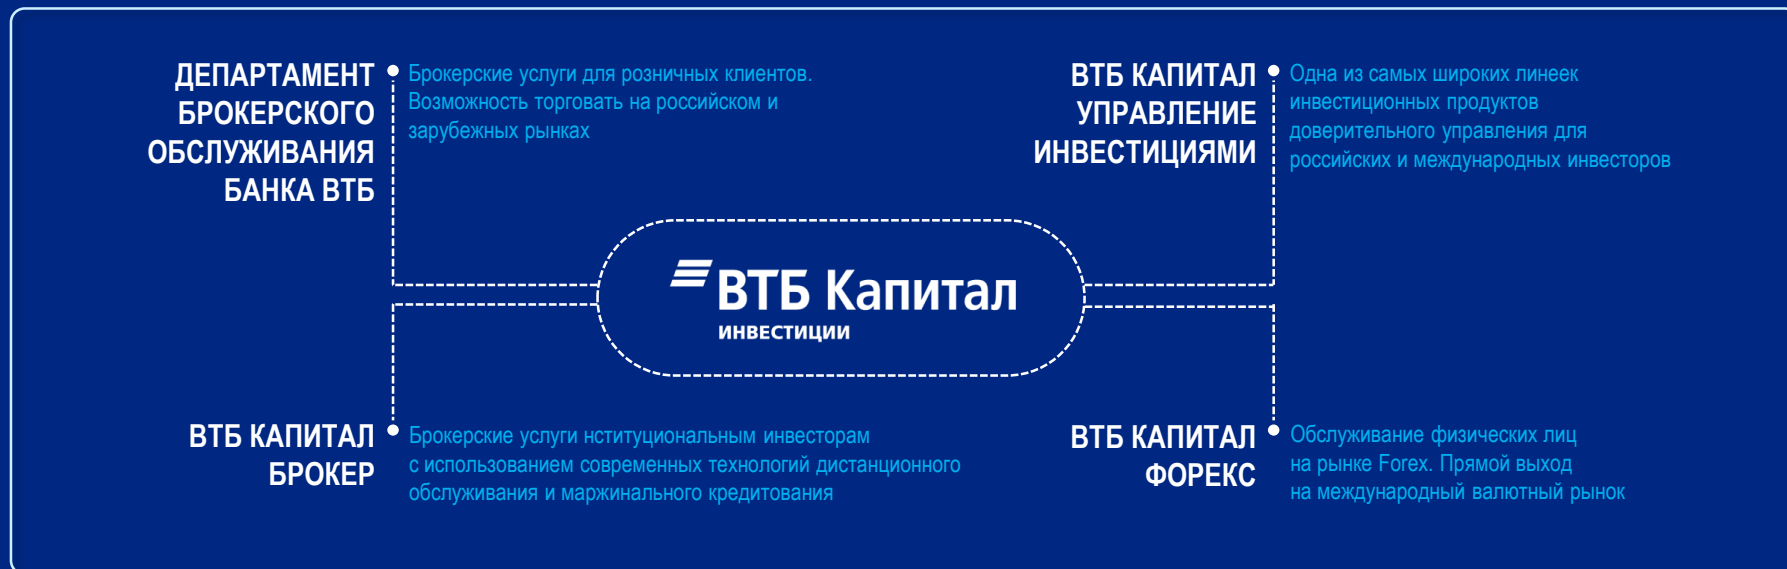 ДЕПАРТАМЕНТ
БРОКЕРСКОГО
ОБСЛУЖИВАНИЯ
БАНКА ВТБ
Брокерские услуги для розничных клиентов.
Возможность торговать на российском и
зарубежных рынках
ВТБ КАПИТАЛ
УПРАВЛЕНИЕ
ИНВЕСТИЦИЯМИ
Одна из самых широких линеек
инвестиционных продуктов
доверительного управления для
российских и международных инвесторов
ВТБ Капитал
ИНВЕСТИЦИИ
ВТБ КАПИТАЛ
БРОКЕР
Брокерские услуги нституциональным инвесторам
с использованием современных технологий дистанционного
обслуживания и маржинального кредитования
ВТБ КАПИТАЛ
ФОРЕКС
Обслуживание физических лиц
на рынке Forex. Прямой выход
на международный валютный рынок